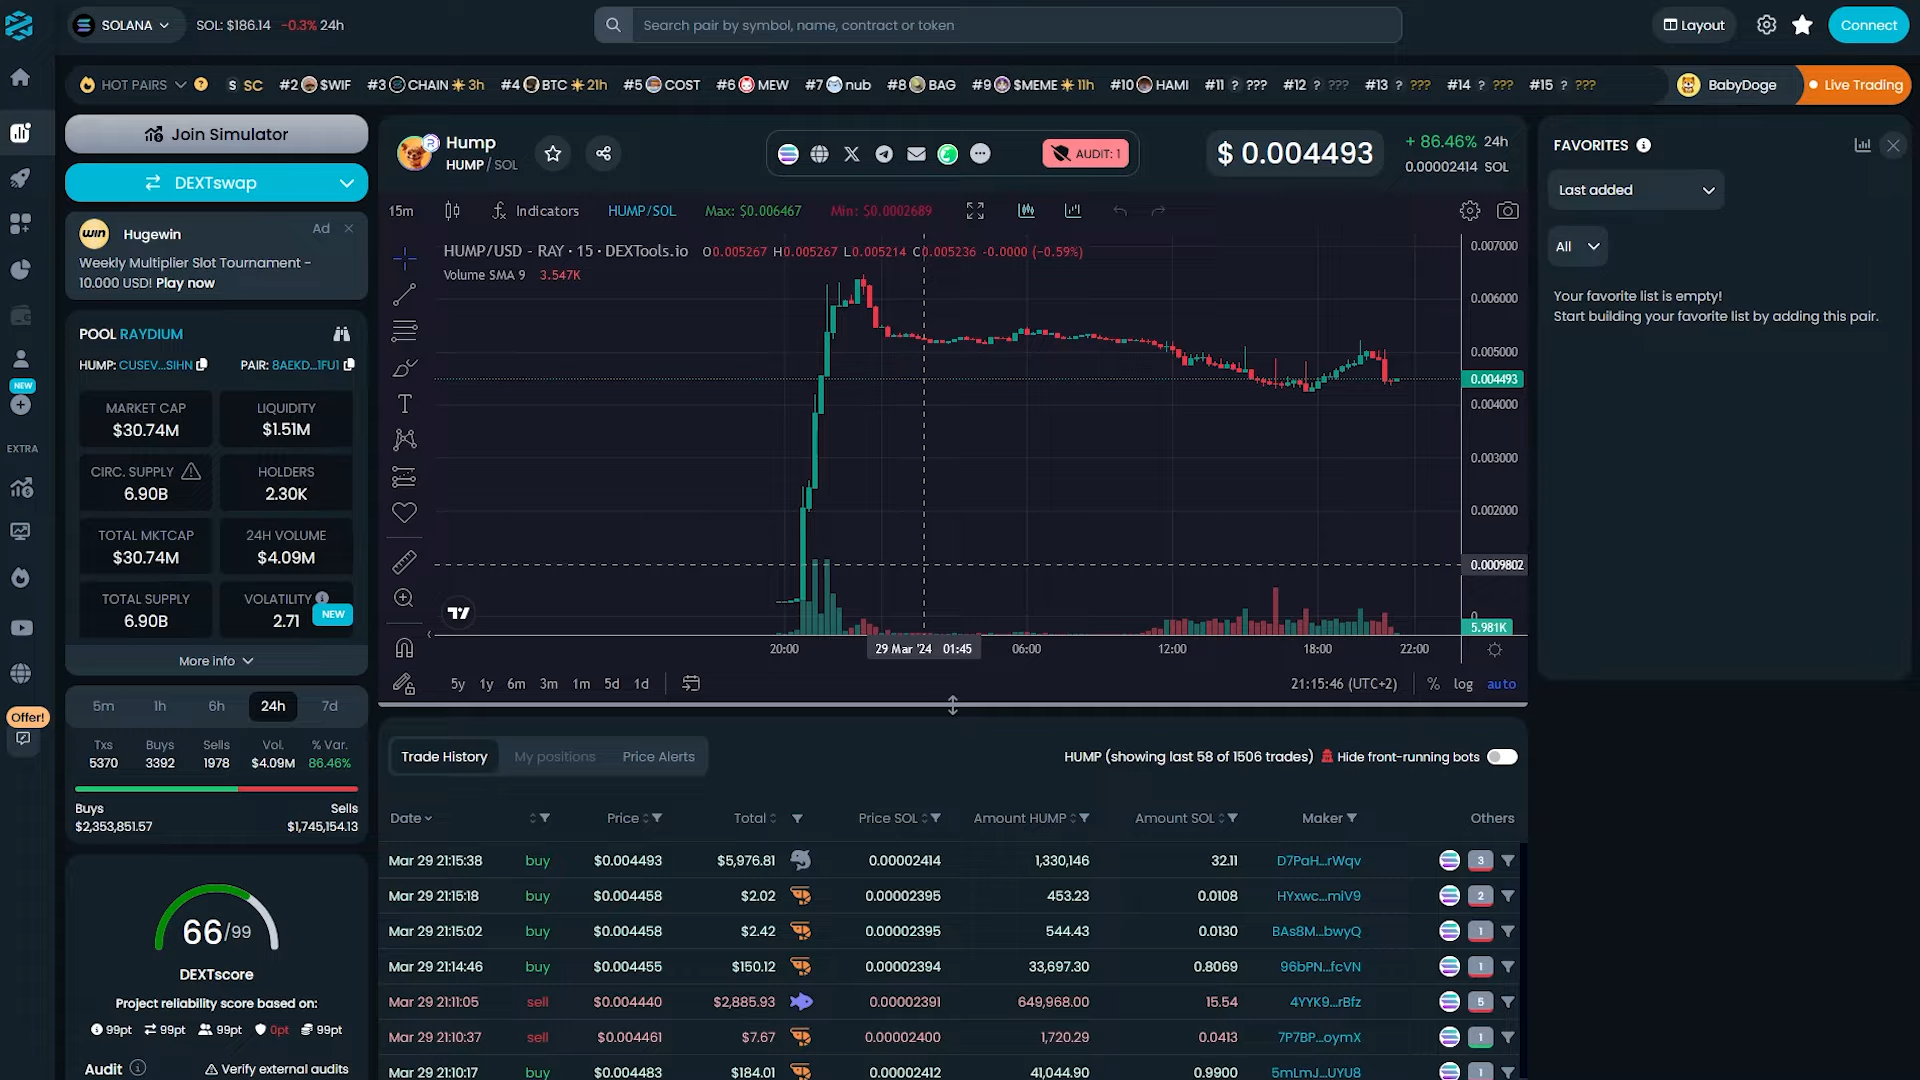 SOLANA SOL: $186.14 -0.3% 24h Search pair by symbol, name, contract or token Layout Connect
HOT PAIRS ? S SC #2 $WIF #3 CHAIN 3h #4 BTC 21h #5 COST #6 MEW #7 nub #8 BAG #9 $MEME 11h #10 HAMI #11 ? ??? #12 ? ??? #13 ? ??? #14 ? ??? #15 ? ??? BabyDoge Live Trading
Join Simulator
DEXTswap
WIN Hugewin Ad
Weekly Multiplier Slot Tournament -
10.000 USD! Play now
POOL RAYDIUM
HUMP: CUSEV...SIHN PAIR: 8AEKD...1FU1
MARKET CAP LIQUIDITY
$30.74M $1.51M
CIRC. SUPPLY HOLDERS
6.90B 2.30K
TOTAL MKTCAP 24H VOLUME
$30.74M $4.09M
TOTAL SUPPLY VOLATILITY
6.90B 2.71 NEW
More info
5m 1h 6h 24h 7d
Txs Buys Sells Vol. % Var.
5370 3392 1978 $4.09M 86.46%
Buys Sells
$2,353,851.57 $1,745,154.13
66/99
DEXTscore
Project reliability score based on:
99pt 99pt 99pt 0pt 99pt
Audit Verify external audits
NEW
EXTRA
Offer!
Hump
HUMP / SOL
AUDIT: 1
$ 0.004493
+ 86.46% 24h
0.00002414 SOL
15m Indicators HUMP/SOL Max: $0.006467 Min: $0.0002689
HUMP/USD - RAY · 15 · DEXTools.io O0.005267 H0.005267 L0.005214 C0.005236 -0.0000 (-0.59%)
Volume SMA 9 3.547K
0.007000
0.006000
0.005000
0.004493
0.004000
0.003000
0.002000
0.0009802
0
5.981K
20:00 29 Mar '24 01:45 06:00 12:00 18:00 22:00
5y 1y 6m 3m 1m 5d 1d 21:15:46 (UTC+2) % log auto
Trade History My positions Price Alerts HUMP (showing last 58 of 1506 trades) Hide front-running bots
Date Price Total Price SOL Amount HUMP Amount SOL Maker Others
Mar 29 21:15:38 buy $0.004493 $5,976.81 0.00002414 1,330,146 32.11 D7PaH...rWqv 3
Mar 29 21:15:18 buy $0.004458 $2.02 0.00002395 453.23 0.0108 HYxwc...miV9 2
Mar 29 21:15:02 buy $0.004458 $2.42 0.00002395 544.43 0.0130 BAs8M...bwyQ 1
Mar 29 21:14:46 buy $0.004455 $150.12 0.00002394 33,697.30 0.8069 96bPN...fcVN 1
Mar 29 21:11:05 sell $0.004440 $2,885.93 0.00002391 649,968.00 15.54 4YYK9...rBfz 5
Mar 29 21:10:37 sell $0.004461 $7.67 0.00002400 1,720.29 0.0413 7P7BP...oymX 1
Mar 29 21:10:17 buy $0.004483 $184.01 0.00002412 41,044.90 0.9900 5mLmJ...UYU8 1
FAVORITES
Last added
All
Your favorite list is empty!
Start building your favorite list by adding this pair.